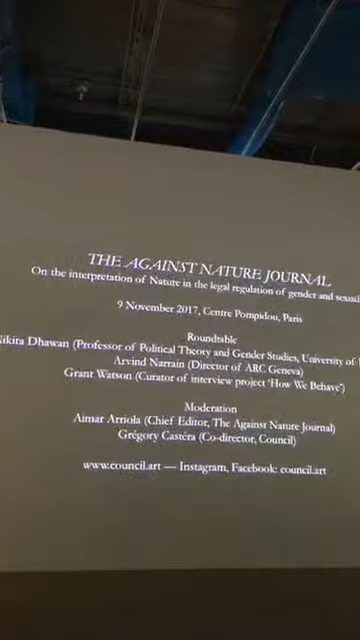 THE AGAINST NATURE JOURNAL
On the interpretation of Nature in the legal regulation of gender and
9 November 2017, Centre Pompidou, Paris
Roundtable
Dhawan (Professor of Political Theory and Gender Studies, University of
Arvind Narrain (Director of ARC Geneva)
Grant Watson (Curator of interview project 'How We Behave')
Moderation
Aimar Arriola (Chief Editor, The Against Nature Journal)
Grégory Castéra (Co-director, Council)
www.council.art — Instagram, Facebook: council.art